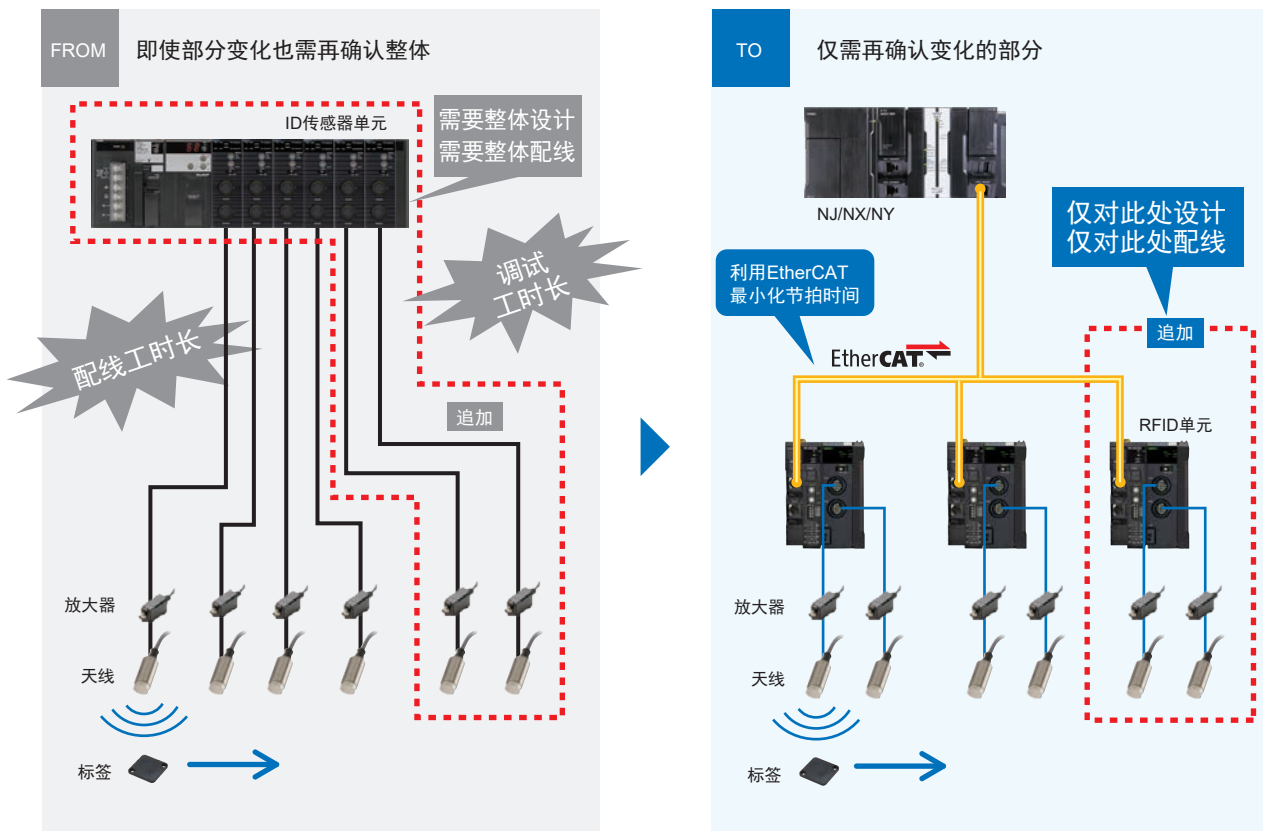 FROM
即使部分变化也需再确认整体
ID传感器单元
需要整体设计
需要整体配线
调试
工时长
配线工时长
追加
放大器
天线
标签
TO
仅需再确认变化的部分
NJ/NX/NY
仅对此处设计
仅对此处配线
利用EtherCAT
最小化节拍时间
追加
EtherCAT®
RFID单元
放大器
天线
标签